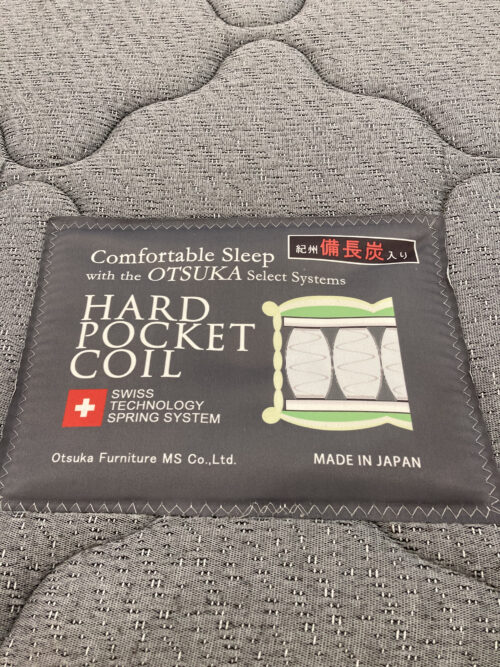 Comfortable Sleep
with the OTSUKA Select Systems
紀州備長炭入り
HARD
POCKET
COIL
SWISS
TECHNOLOGY
SPRING SYSTEM
Otsuka Furniture MS Co.,Ltd.
MADE IN JAPAN